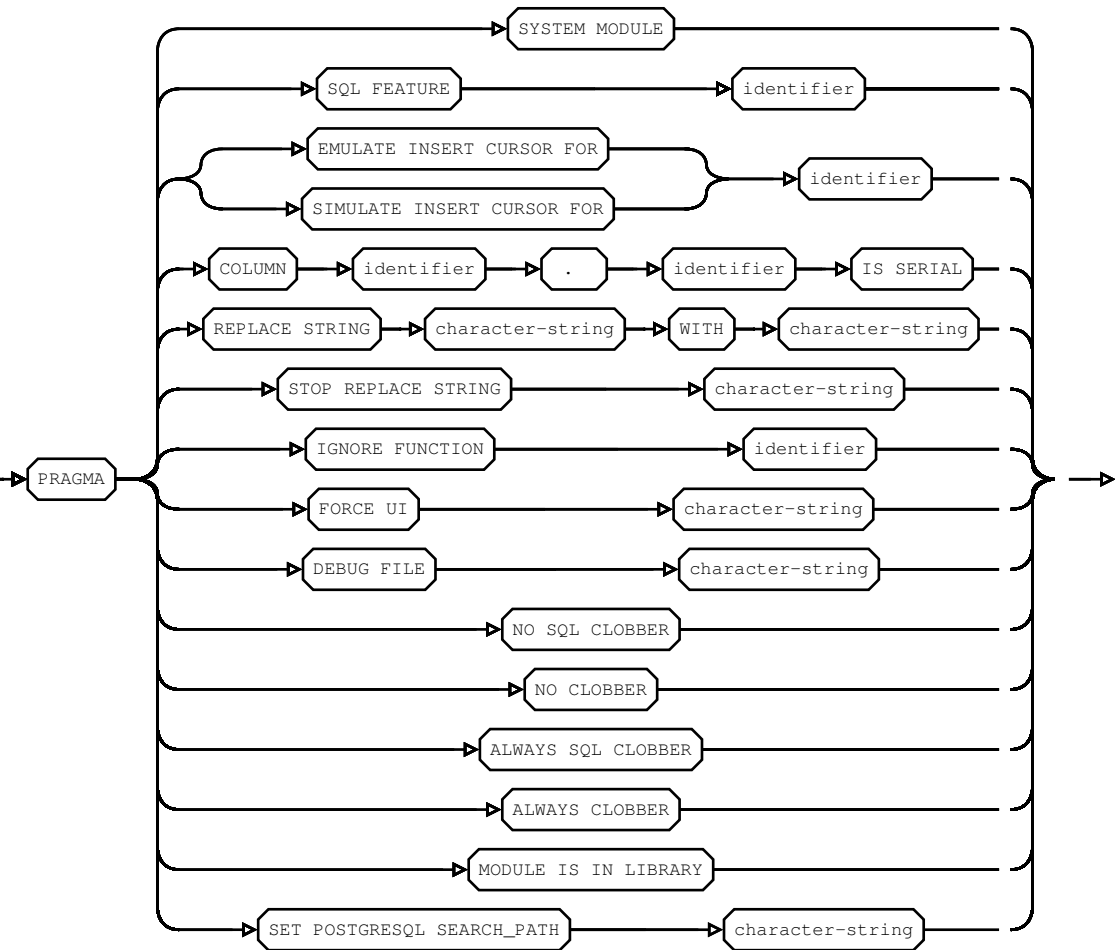 SYSTEM MODULE
SQL FEATURE identifier
EMULATE INSERT CURSOR FOR
identifier
SIMULATE INSERT CURSOR FOR
COLUMN identifier . identifier IS SERIAL
REPLACE STRING character-string WITH character-string
STOP REPLACE STRING character-string
IGNORE FUNCTION identifier
PRAGMA
FORCE UI character-string
DEBUG FILE character-string
NO SQL CLOBBER
NO CLOBBER
ALWAYS SQL CLOBBER
ALWAYS CLOBBER
MODULE IS IN LIBRARY
SET POSTGRESQL SEARCH_PATH character-string